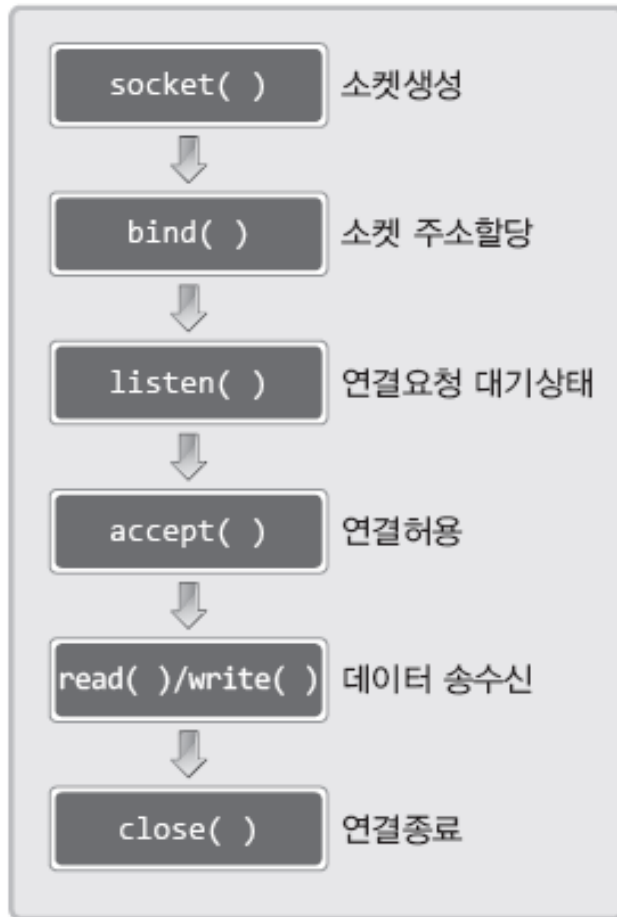 socket( ) 소켓생성
bind( ) 소켓 주소할당
listen( ) 연결요청 대기상태
accept( ) 연결허용
read( )/write( ) 데이터 송수신
close( ) 연결종료